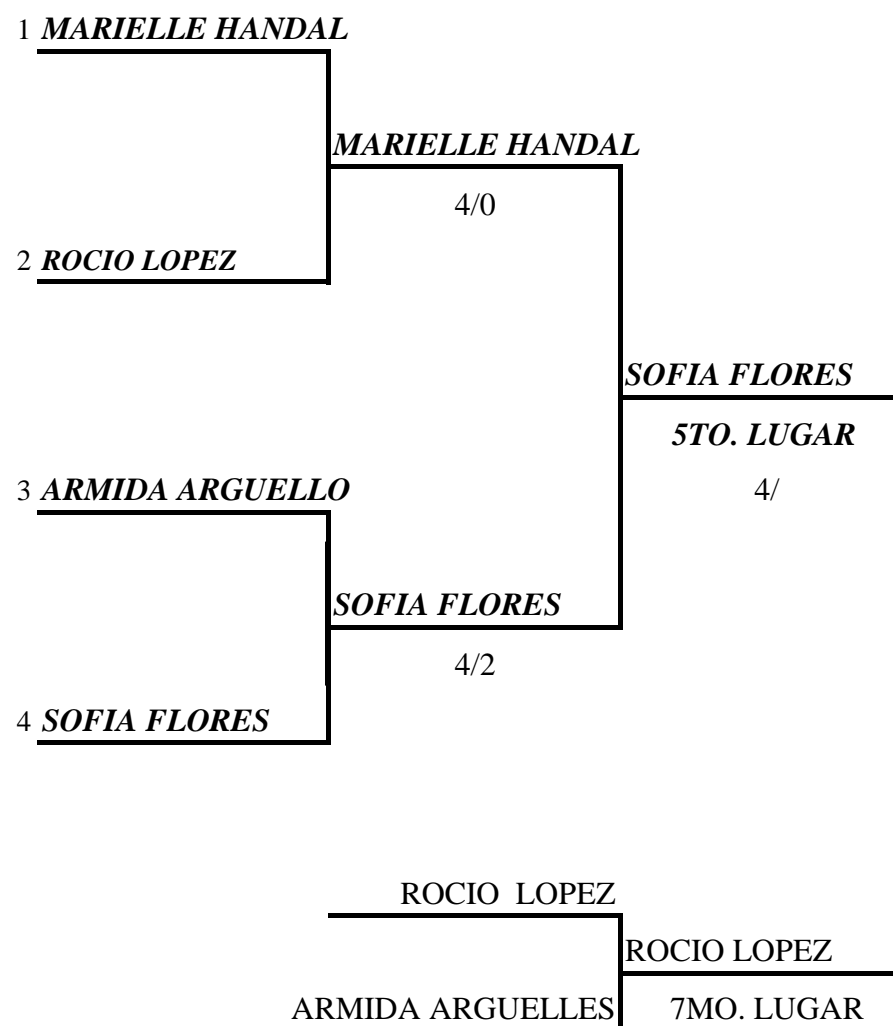 1 MARIELLE HANDAL
MARIELLE HANDAL
4/0
2 ROCIO LOPEZ
SOFIA FLORES
5TO. LUGAR
3 ARMIDA ARGUELLO
4/
SOFIA FLORES
4/2
4 SOFIA FLORES
ROCIO LOPEZ
ROCIO LOPEZ
ARMIDA ARGUELLES
7MO. LUGAR